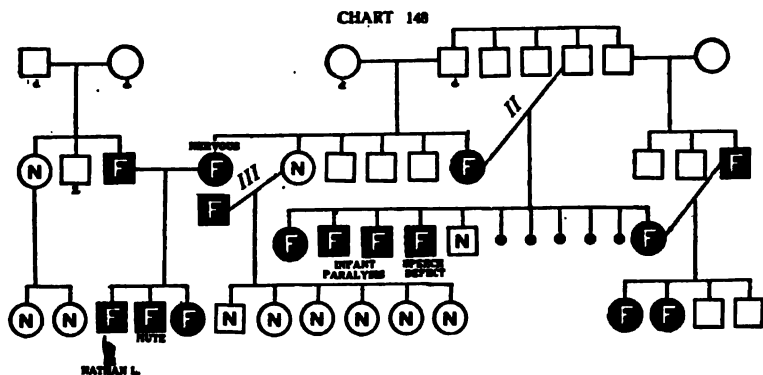 CHART 148
II
NERVOUS
N F F N F F
III
F
F F F F N F
INFANT SPEECH
PARALYSIS DEFECT
N N F F F N N N N N N F F
MUTE
NATHAN L.